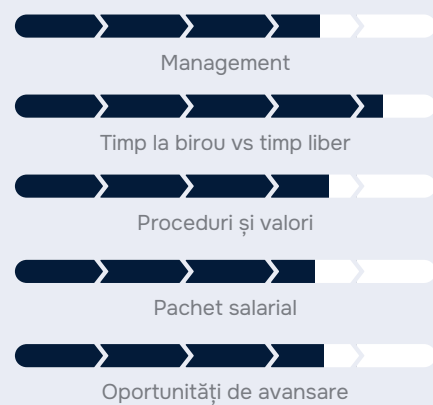 Management
Timp la birou vs timp liber
Proceduri și valori
Pachet salarial
Oportunități de avansare